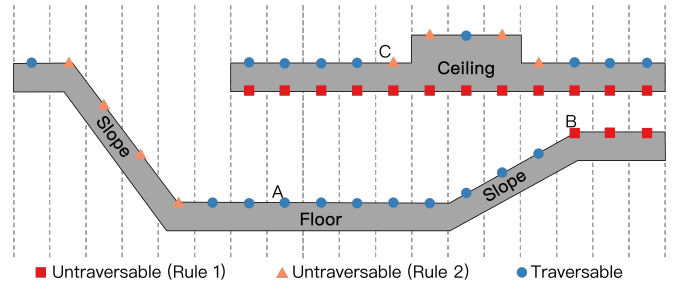 C
Ceiling
Slope
B
A
Slope
Floor
Untraversable (Rule 1) Untraversable (Rule 2) Traversable